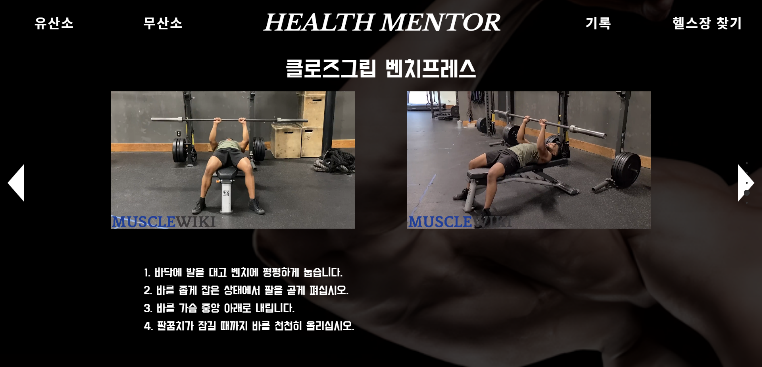 유산소 무산소 HEALTH MENTOR 기록 헬스장 찾기
클로즈그립 벤치프레스
MUSCLEWIKI MUSCLEWIKI
1. 바닥에 발을 대고 벤치에 평평하게 눕습니다.
2. 바를 좁게 잡은 상태에서 팔을 곧게 펴십시오.
3. 바를 가슴 중앙 아래로 내립니다.
4. 팔꿈치가 잠길 때까지 바를 천천히 올리십시오.